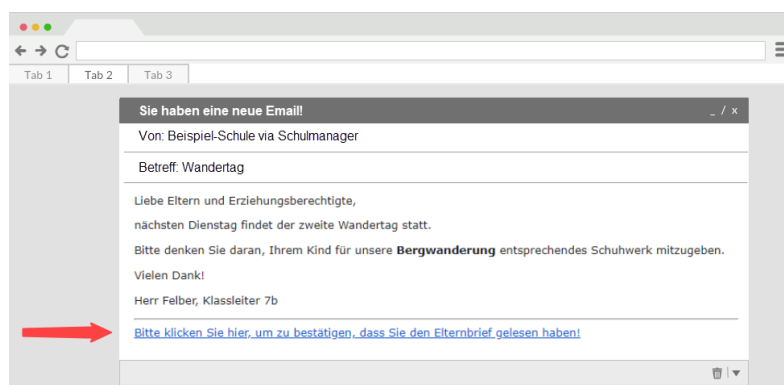 Tab 1 Tab 2 Tab 3
Sie haben eine neue Email! _ / x
Von: Beispiel-Schule via Schulmanager
Betreff: Wandertag
Liebe Eltern und Erziehungsberechtigte,
nächsten Dienstag findet der zweite Wandertag statt.
Bitte denken Sie daran, Ihrem Kind für unsere Bergwanderung entsprechendes Schuhwerk mitzugeben.
Vielen Dank!
Herr Felber, Klassleiter 7b
Bitte klicken Sie hier, um zu bestätigen, dass Sie den Elternbrief gelesen haben!